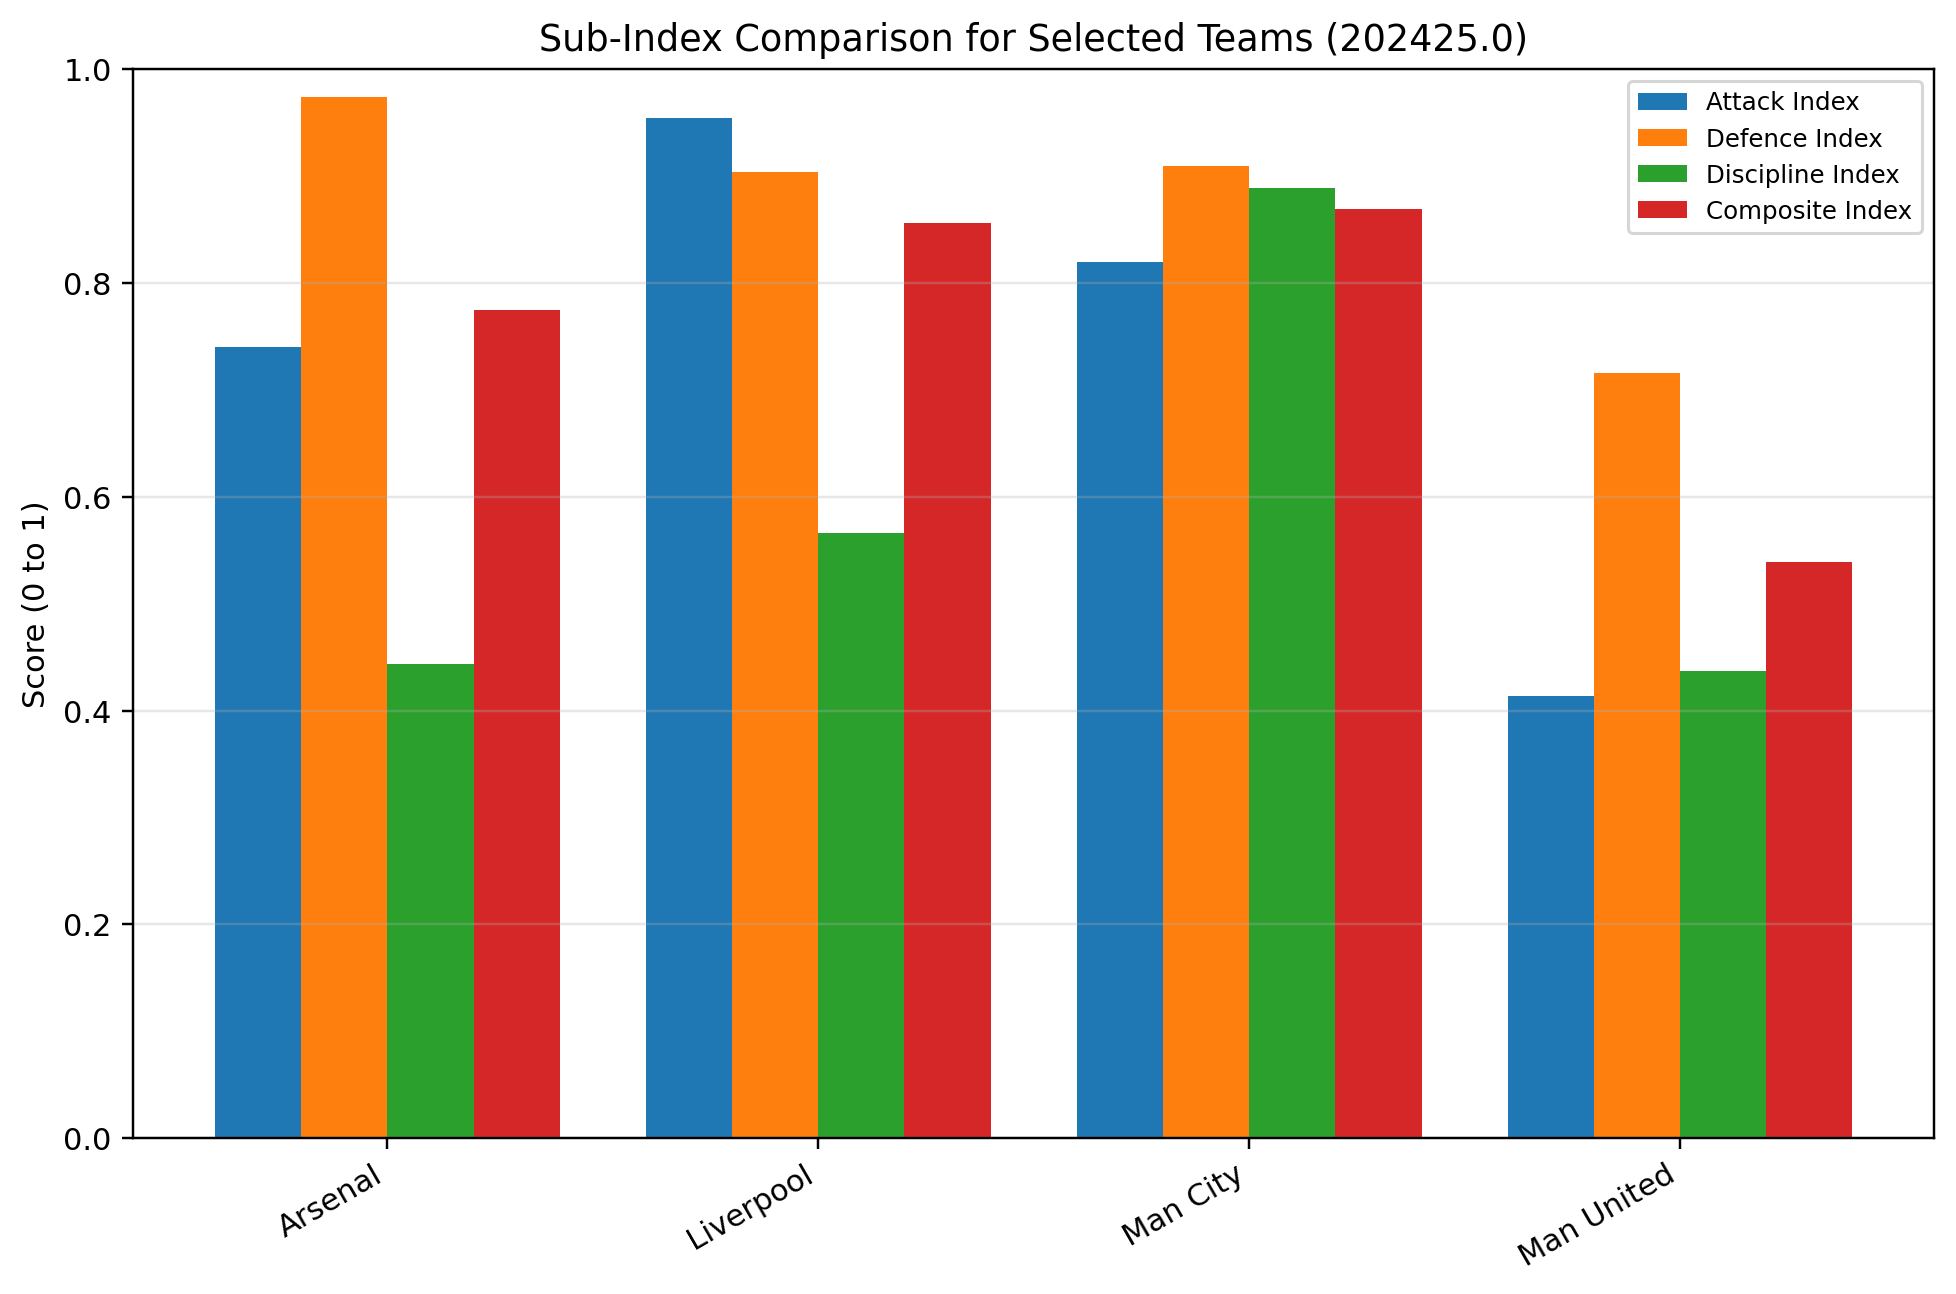 Sub-Index Comparison for Selected Teams (202425.0)
Attack Index
Defence Index
Discipline Index
Composite Index
Score (0 to 1)
1.0
0.8
0.6
0.4
0.2
0.0
Arsenal
Liverpool
Man City
Man United